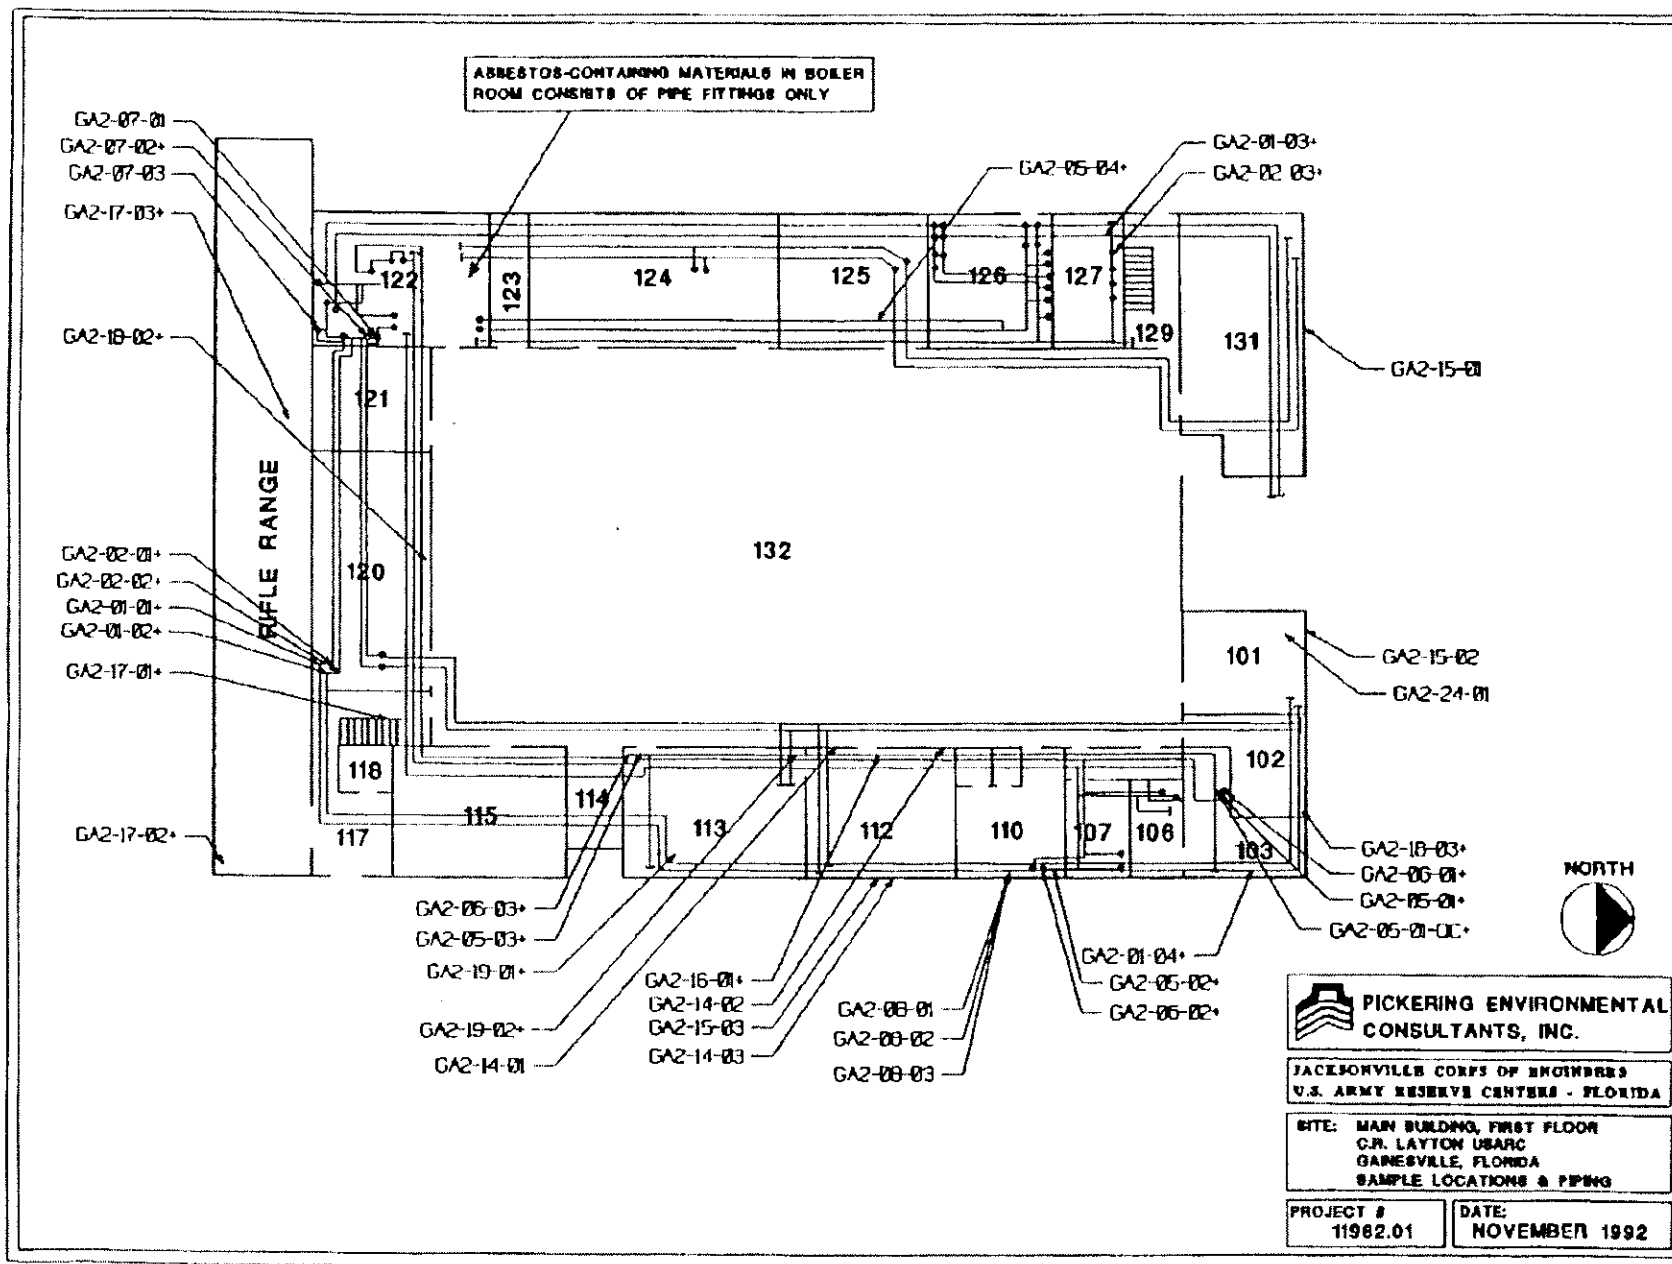 ASBESTOS-CONTAINING MATERIALS IN BOILER
ROOM CONSISTS OF PIPE FITTINGS ONLY
GA2-07-01
GA2-07-02+
GA2-07-03
GA2-17-03+
GA2-18-02+
GA2-05-04+
GA2-01-03+
GA2-02-03+
GA2-15-01
122
123
124
125
126
127
129
131
121
RIFLE RANGE
120
132
101
GA2-02-01+
GA2-02-02+
GA2-01-01+
GA2-01-02+
GA2-17-01+
GA2-17-02+
GA2-15-02
GA2-24-01
118
117
115
114
113
112
110
107
106
103
102
GA2-18-03+
GA2-06-01+
GA2-05-01+
GA2-05-01-QC+
NORTH
GA2-06-03+
GA2-05-03+
GA2-19-01+
GA2-19-02+
GA2-14-01
GA2-16-01+
GA2-14-02
GA2-15-03
GA2-14-03
GA2-08-01
GA2-08-02
GA2-08-03
GA2-01-04+
GA2-05-02+
GA2-06-02+
PICKERING ENVIRONMENTAL
CONSULTANTS, INC.
JACKSONVILLE CORPS OF ENGINEERS
U.S. ARMY RESERVE CENTERS - FLORIDA
SITE: MAIN BUILDING, FIRST FLOOR
C.R. LAYTON USARC
GAINESVILLE, FLORIDA
SAMPLE LOCATIONS & PIPING
PROJECT #
11962.01
DATE:
NOVEMBER 1992